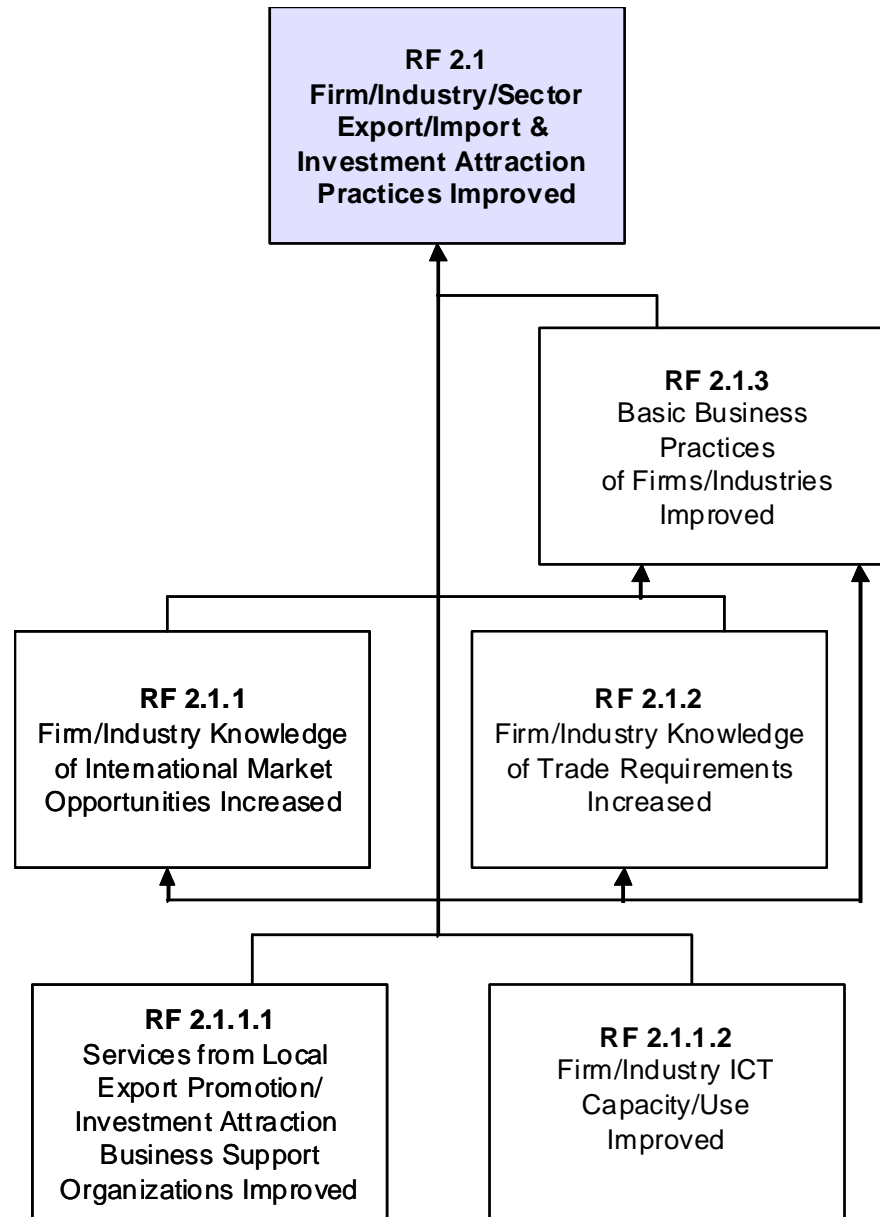 RF 2.1
Firm/Industry/Sector
Export/Import &
Investment Attraction
Practices Improved
RF 2.1.3
Basic Business
Practices
of Firms/Industries
Improved
RF 2.1.1
Firm/Industry Knowledge
of International Market
Opportunities Increased
RF 2.1.2
Firm/Industry Knowledge
of Trade Requirements
Increased
RF 2.1.1.1
Services from Local
Export Promotion/
Investment Attraction
Business Support
Organizations Improved
RF 2.1.1.2
Firm/Industry ICT
Capacity/Use
Improved